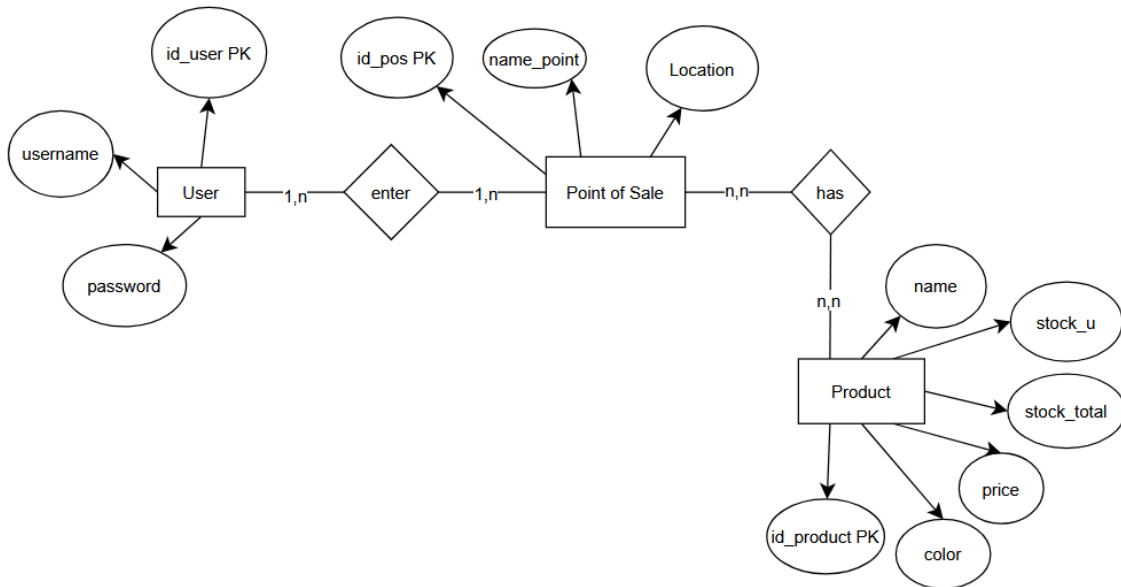 id_user PK
id_pos PK
name_point
Location
username
User
1,n
enter
1,n
Point of Sale
n,n
has
password
n,n
name
stock_u
Product
stock_total
price
id_product PK
color